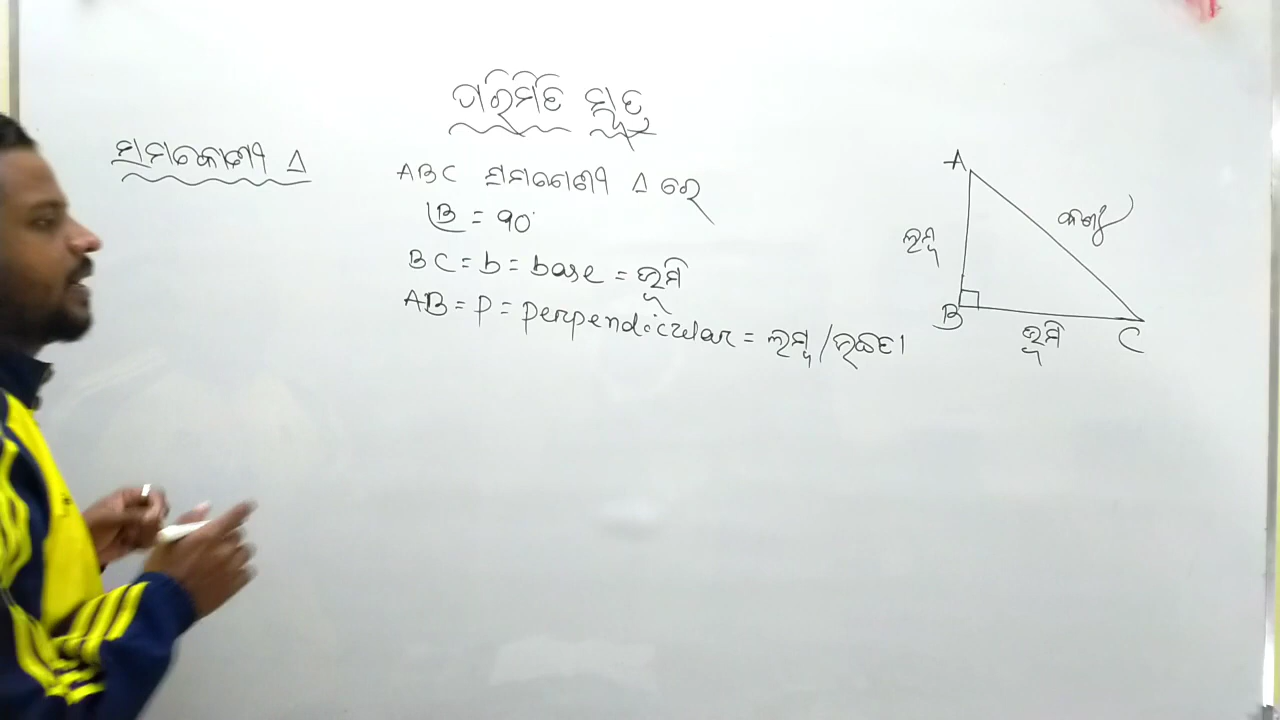 ପରିମିତି ସୂତ୍ର
ସମକୋଣୀ Δ
ABC ସମକୋଣୀ Δ ରେ
∠B = 90°
BC = b = base = ଭୂମି
AB = p = perpendicular = ଲମ୍ବ / ଉଚ୍ଚତା
A
ଲମ୍ବ
କର୍ଣ୍ଣ
B
ଭୂମି
C